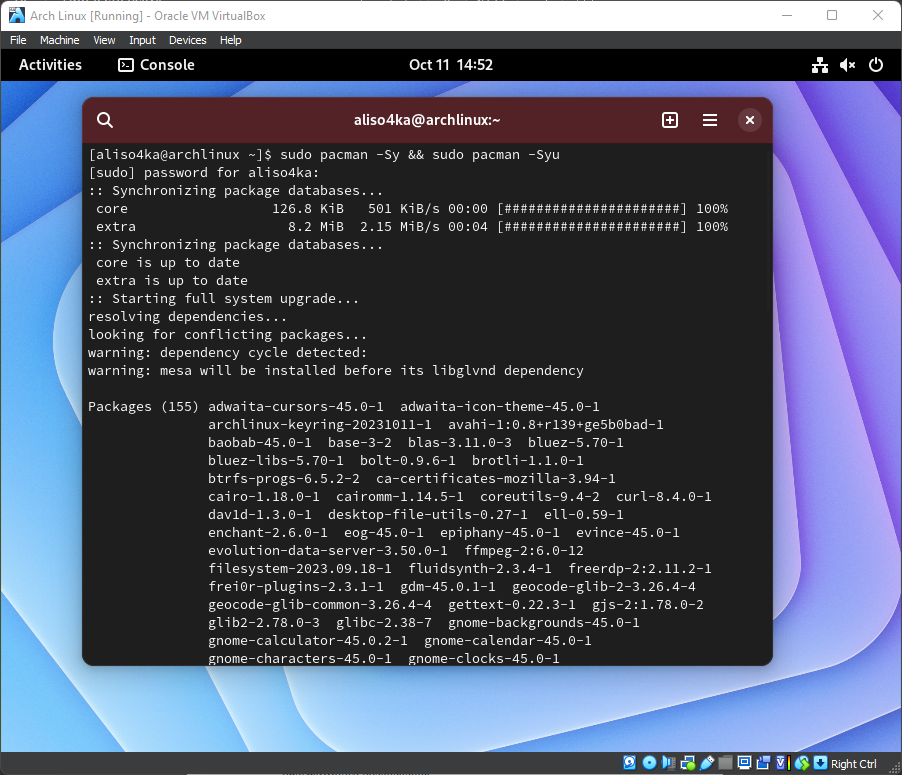 Arch Linux [Running] - Oracle VM VirtualBox
File Machine View Input Devices Help
Activities Console Oct 11 14:52
aliso4ka@archlinux:~
[aliso4ka@archlinux ~]$ sudo pacman -Sy && sudo pacman -Syu
[sudo] password for aliso4ka:
:: Synchronizing package databases...
core 126.8 KiB 501 KiB/s 00:00 [######################] 100%
extra 8.2 MiB 2.15 MiB/s 00:04 [######################] 100%
:: Synchronizing package databases...
core is up to date
extra is up to date
:: Starting full system upgrade...
resolving dependencies...
looking for conflicting packages...
warning: dependency cycle detected:
warning: mesa will be installed before its libglvnd dependency
Packages (155) adwaita-cursors-45.0-1 adwaita-icon-theme-45.0-1
archlinux-keyring-20231011-1 avahi-1:0.8+r139+ge5b0bad-1
baobab-45.0-1 base-3-2 blas-3.11.0-3 bluez-5.70-1
bluez-libs-5.70-1 bolt-0.9.6-1 brotli-1.1.0-1
btrfs-progs-6.5.2-2 ca-certificates-mozilla-3.94-1
cairo-1.18.0-1 cairomm-1.14.5-1 coreutils-9.4-2 curl-8.4.0-1
dav1d-1.3.0-1 desktop-file-utils-0.27-1 ell-0.59-1
enchant-2.6.0-1 eog-45.0-1 epiphany-45.0-1 evince-45.0-1
evolution-data-server-3.50.0-1 ffmpeg-2:6.0-12
filesystem-2023.09.18-1 fluidsynth-2.3.4-1 freerdp-2:2.11.2-1
frei0r-plugins-2.3.1-1 gdm-45.0.1-1 geocode-glib-2-3.26.4-4
geocode-glib-common-3.26.4-4 gettext-0.22.3-1 gjs-2:1.78.0-2
glib2-2.78.0-3 glibc-2.38-7 gnome-backgrounds-45.0-1
gnome-calculator-45.0.2-1 gnome-calendar-45.0-1
gnome-characters-45.0-1 gnome-clocks-45.0-1
Right Ctrl